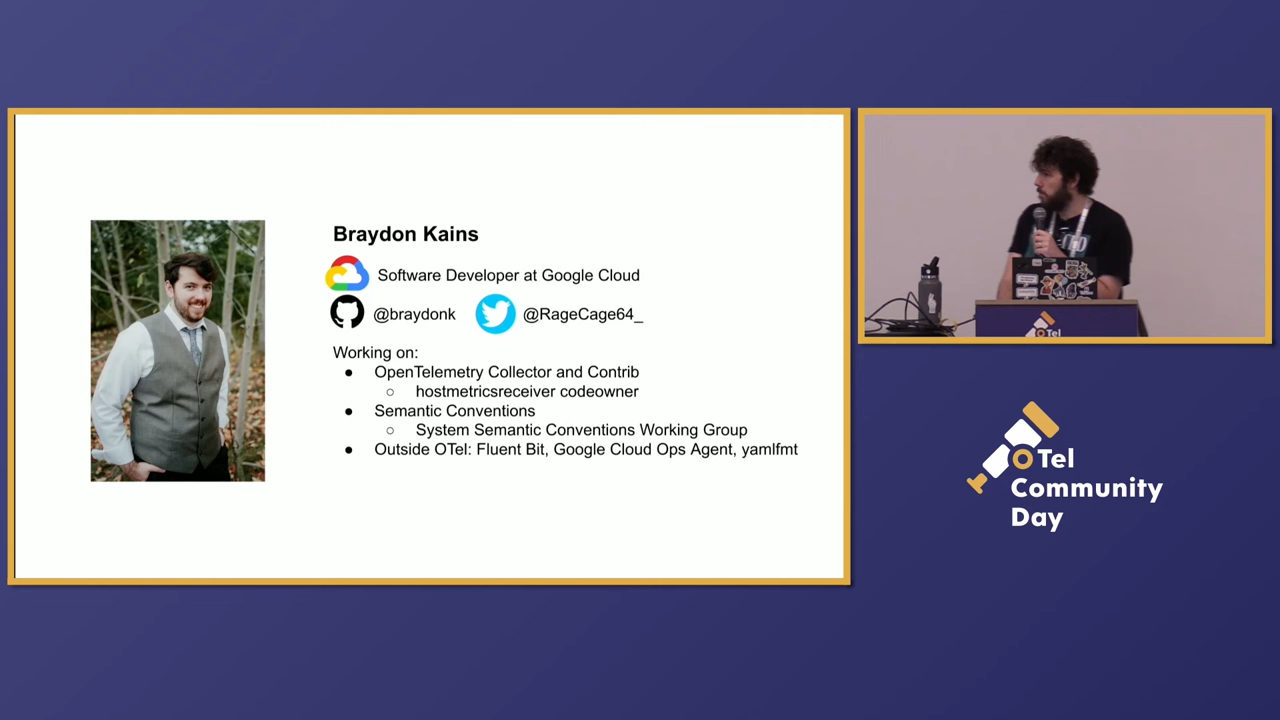 Braydon Kains
Software Developer at Google Cloud
@braydonk @RageCage64_
Working on:
● OpenTelemetry Collector and Contrib
○ hostmetricsreceiver codeowner
● Semantic Conventions
○ System Semantic Conventions Working Group
● Outside OTel: Fluent Bit, Google Cloud Ops Agent, yamlfmt
OTel
OTel
Community
Day